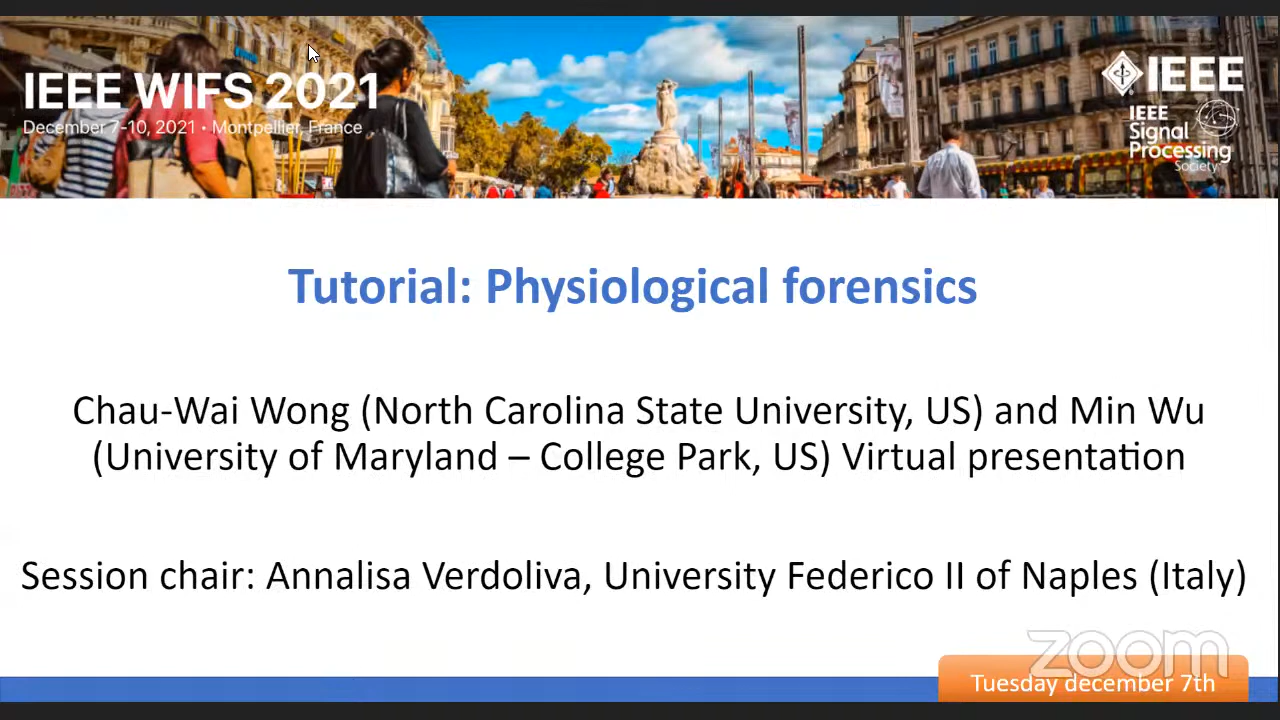 IEEE WIFS 2021
December 7-10, 2021 • Montpellier, France
IEEE
IEEE
Signal
Processing
Society
Tutorial: Physiological forensics
Chau-Wai Wong (North Carolina State University, US) and Min Wu
(University of Maryland – College Park, US) Virtual presentation
Session chair: Annalisa Verdoliva, University Federico II of Naples (Italy)
zoom
Tuesday december 7th